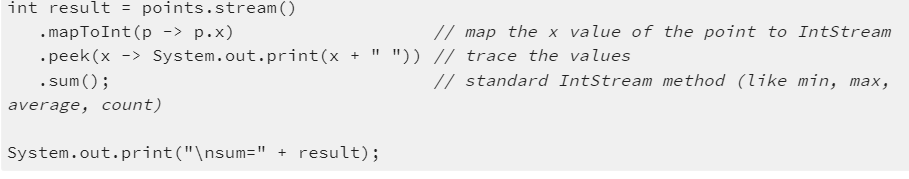 int result = points.stream()
   .mapToInt(p -> p.x)                    // map the x value of the point to IntStream
   .peek(x -> System.out.print(x + " ")) // trace the values
   .sum();                                // standard IntStream method (like min, max,
average, count)

System.out.print("\nsum=" + result);